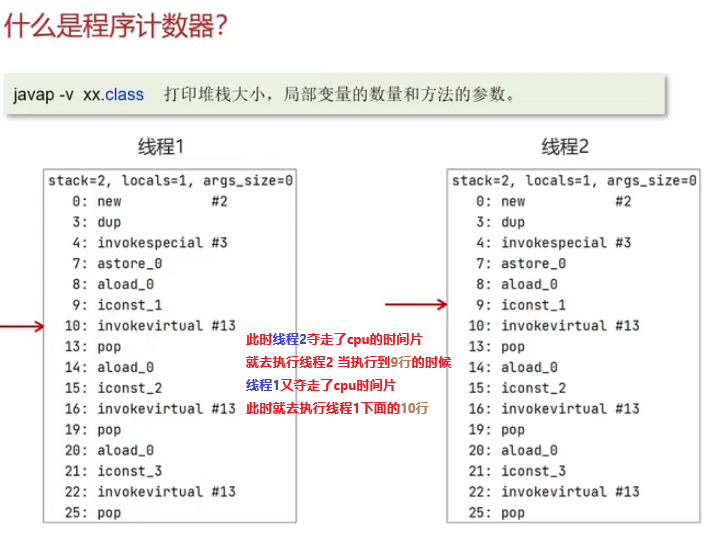 什么是程序计数器？
javap -v xx.class 打印堆栈大小，局部变量的数量和方法的参数。
线程1
stack=2, locals=1, args_size=0
0: new #2
3: dup
4: invokespecial #3
7: astore_0
8: aload_0
9: iconst_1
10: invokevirtual #13
13: pop
14: aload_0
15: iconst_2
16: invokevirtual #13
19: pop
20: aload_0
21: iconst_3
22: invokevirtual #13
25: pop
此时线程2夺走了cpu的时间片
就去执行线程2 当执行到9行的时候
线程1又夺走了cpu时间片
此时就去执行线程1下面的10行
线程2
stack=2, locals=1, args_size=0
0: new #2
3: dup
4: invokespecial #3
7: astore_0
8: aload_0
9: iconst_1
10: invokevirtual #13
13: pop
14: aload_0
15: iconst_2
16: invokevirtual #13
19: pop
20: aload_0
21: iconst_3
22: invokevirtual #13
25: pop